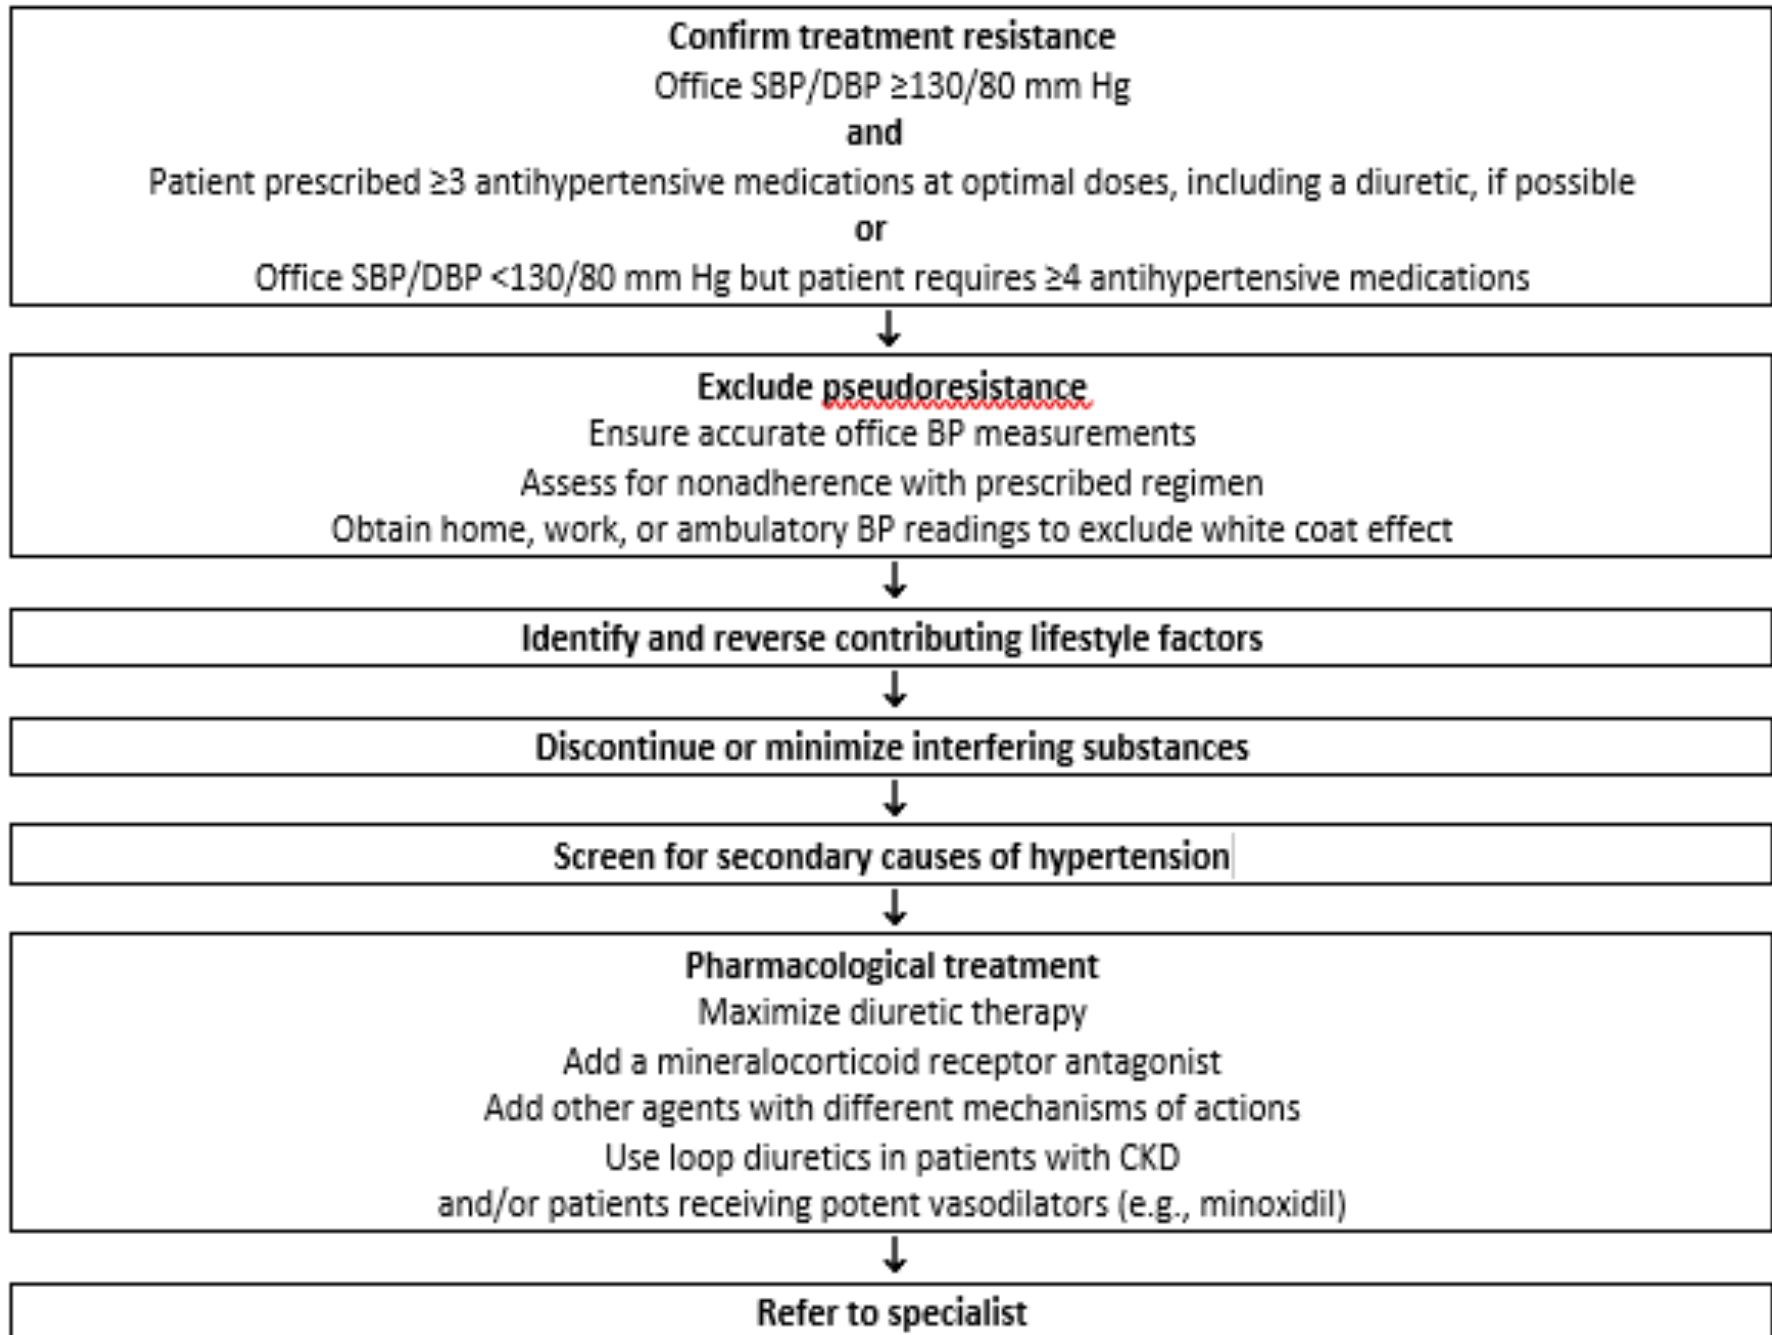 Confirm treatment resistance
Office SBP/DBP ≥130/80 mm Hg
and
Patient prescribed ≥3 antihypertensive medications at optimal doses, including a diuretic, if possible
or
Office SBP/DBP <130/80 mm Hg but patient requires ≥4 antihypertensive medications
↓
Exclude pseudoresistance
Ensure accurate office BP measurements
Assess for nonadherence with prescribed regimen
Obtain home, work, or ambulatory BP readings to exclude white coat effect
↓
Identify and reverse contributing lifestyle factors
↓
Discontinue or minimize interfering substances
↓
Screen for secondary causes of hypertension
↓
Pharmacological treatment
Maximize diuretic therapy
Add a mineralocorticoid receptor antagonist
Add other agents with different mechanisms of actions
Use loop diuretics in patients with CKD
and/or patients receiving potent vasodilators (e.g., minoxidil)
↓
Refer to specialist